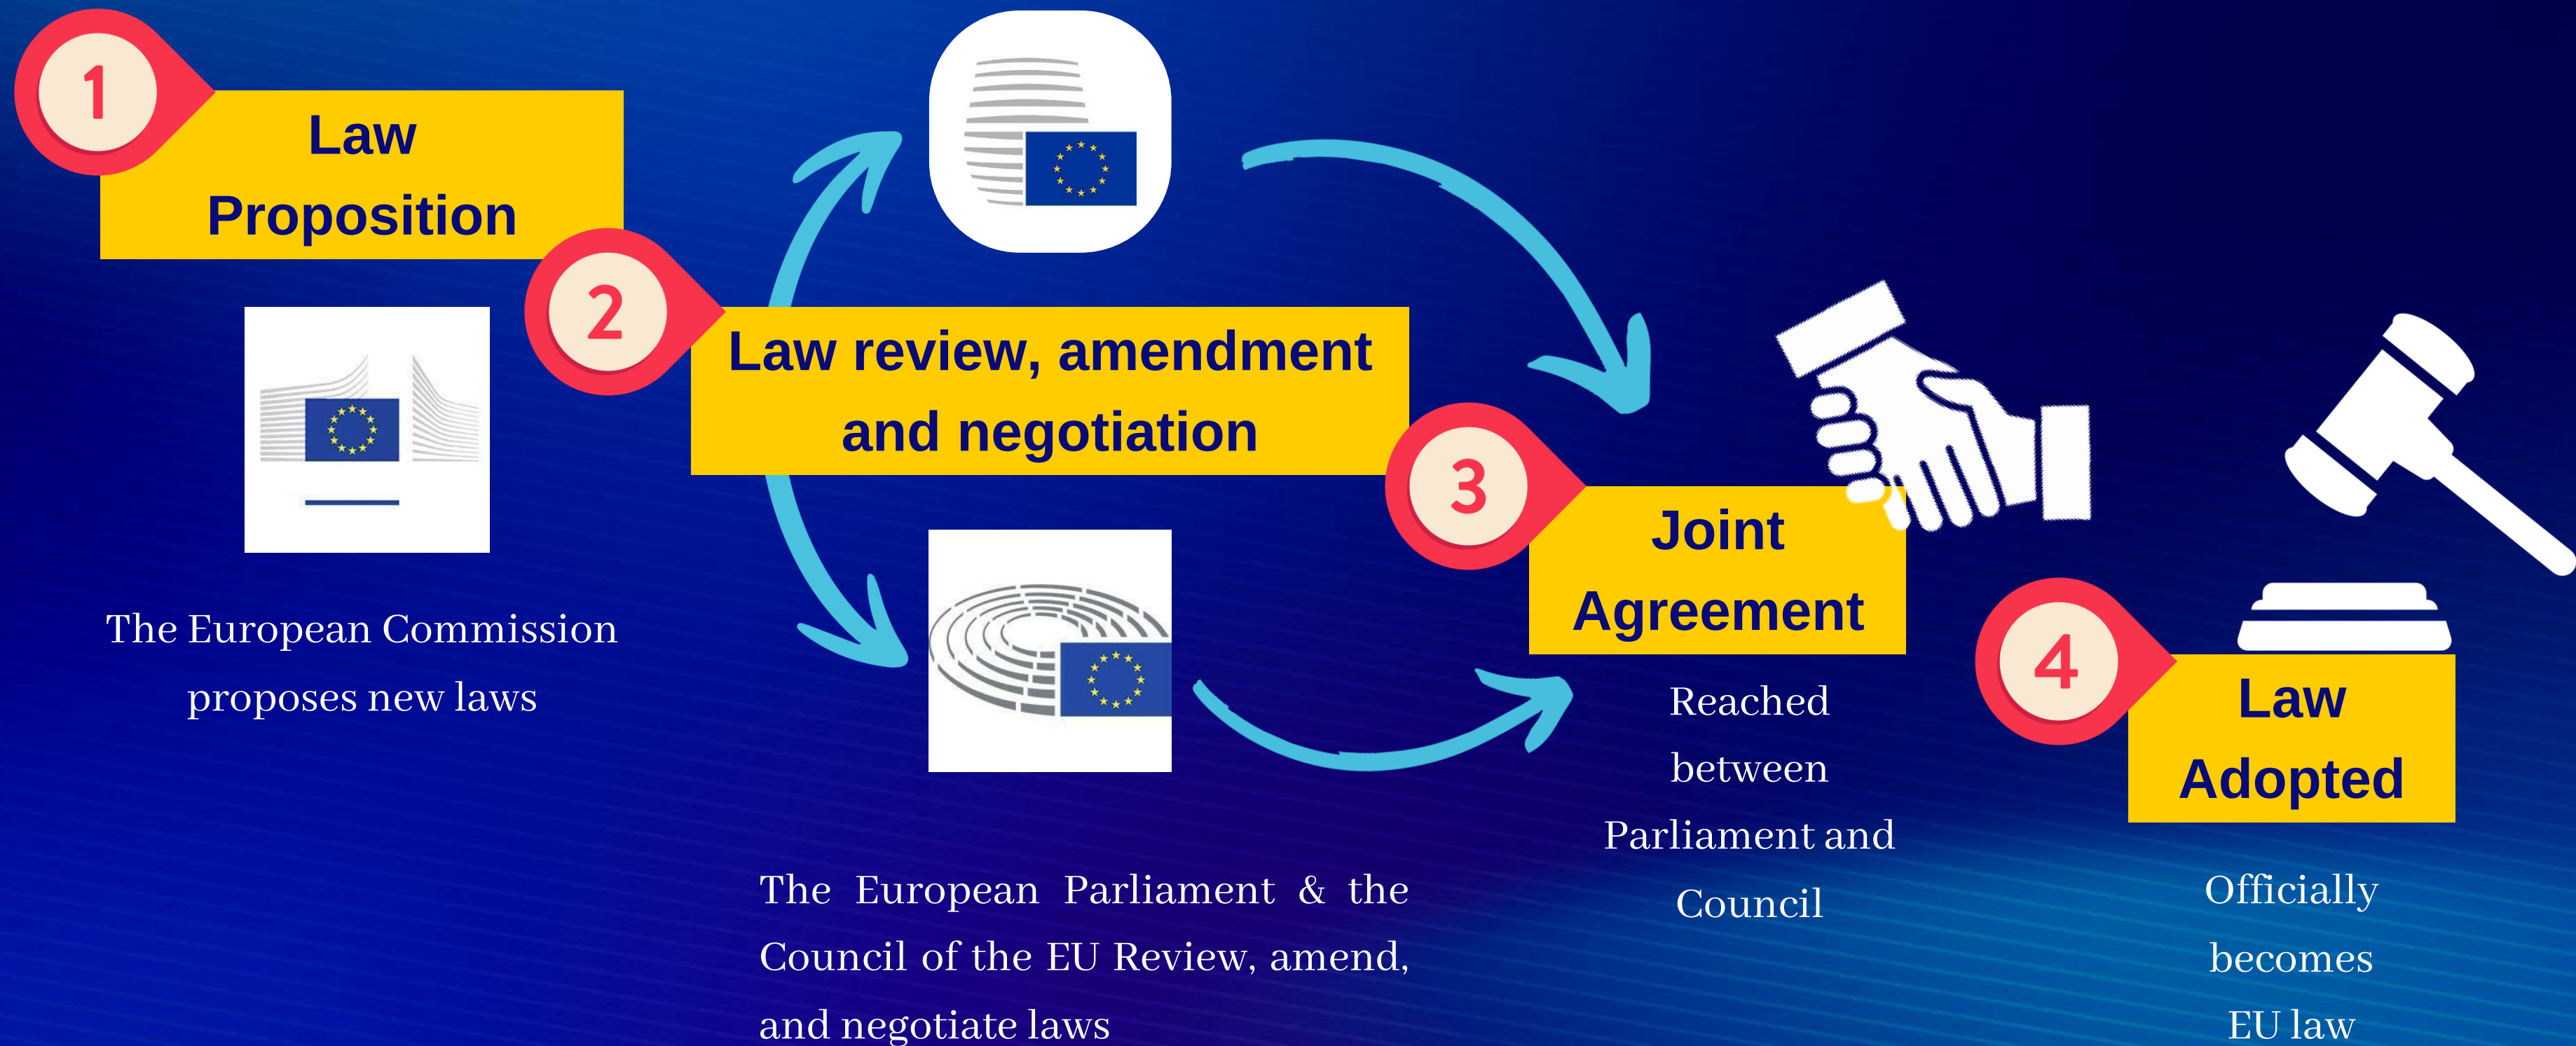 1
Law
Proposition
The European Commission
proposes new laws
2
Law review, amendment
and negotiation
The European Parliament & the
Council of the EU Review, amend,
and negotiate laws
3
Joint
Agreement
Reached
between
Parliament and
Council
4
Law
Adopted
Officially
becomes
EU law